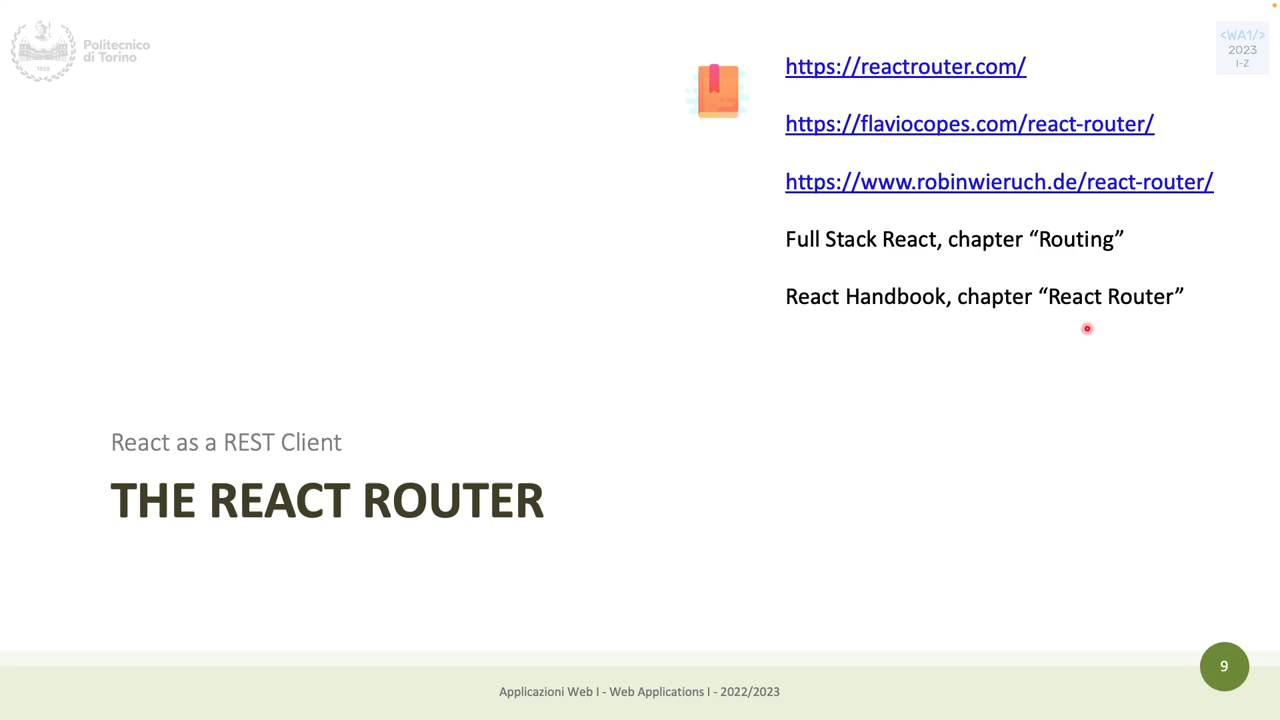 Politecnico
di Torino
1859
<WA1/>
2023
I-Z
https://reactrouter.com/
https://flaviocopes.com/react-router/
https://www.robinwieruch.de/react-router/
Full Stack React, chapter “Routing”
React Handbook, chapter “React Router”
React as a REST Client
THE REACT ROUTER
9
Applicazioni Web I - Web Applications I - 2022/2023